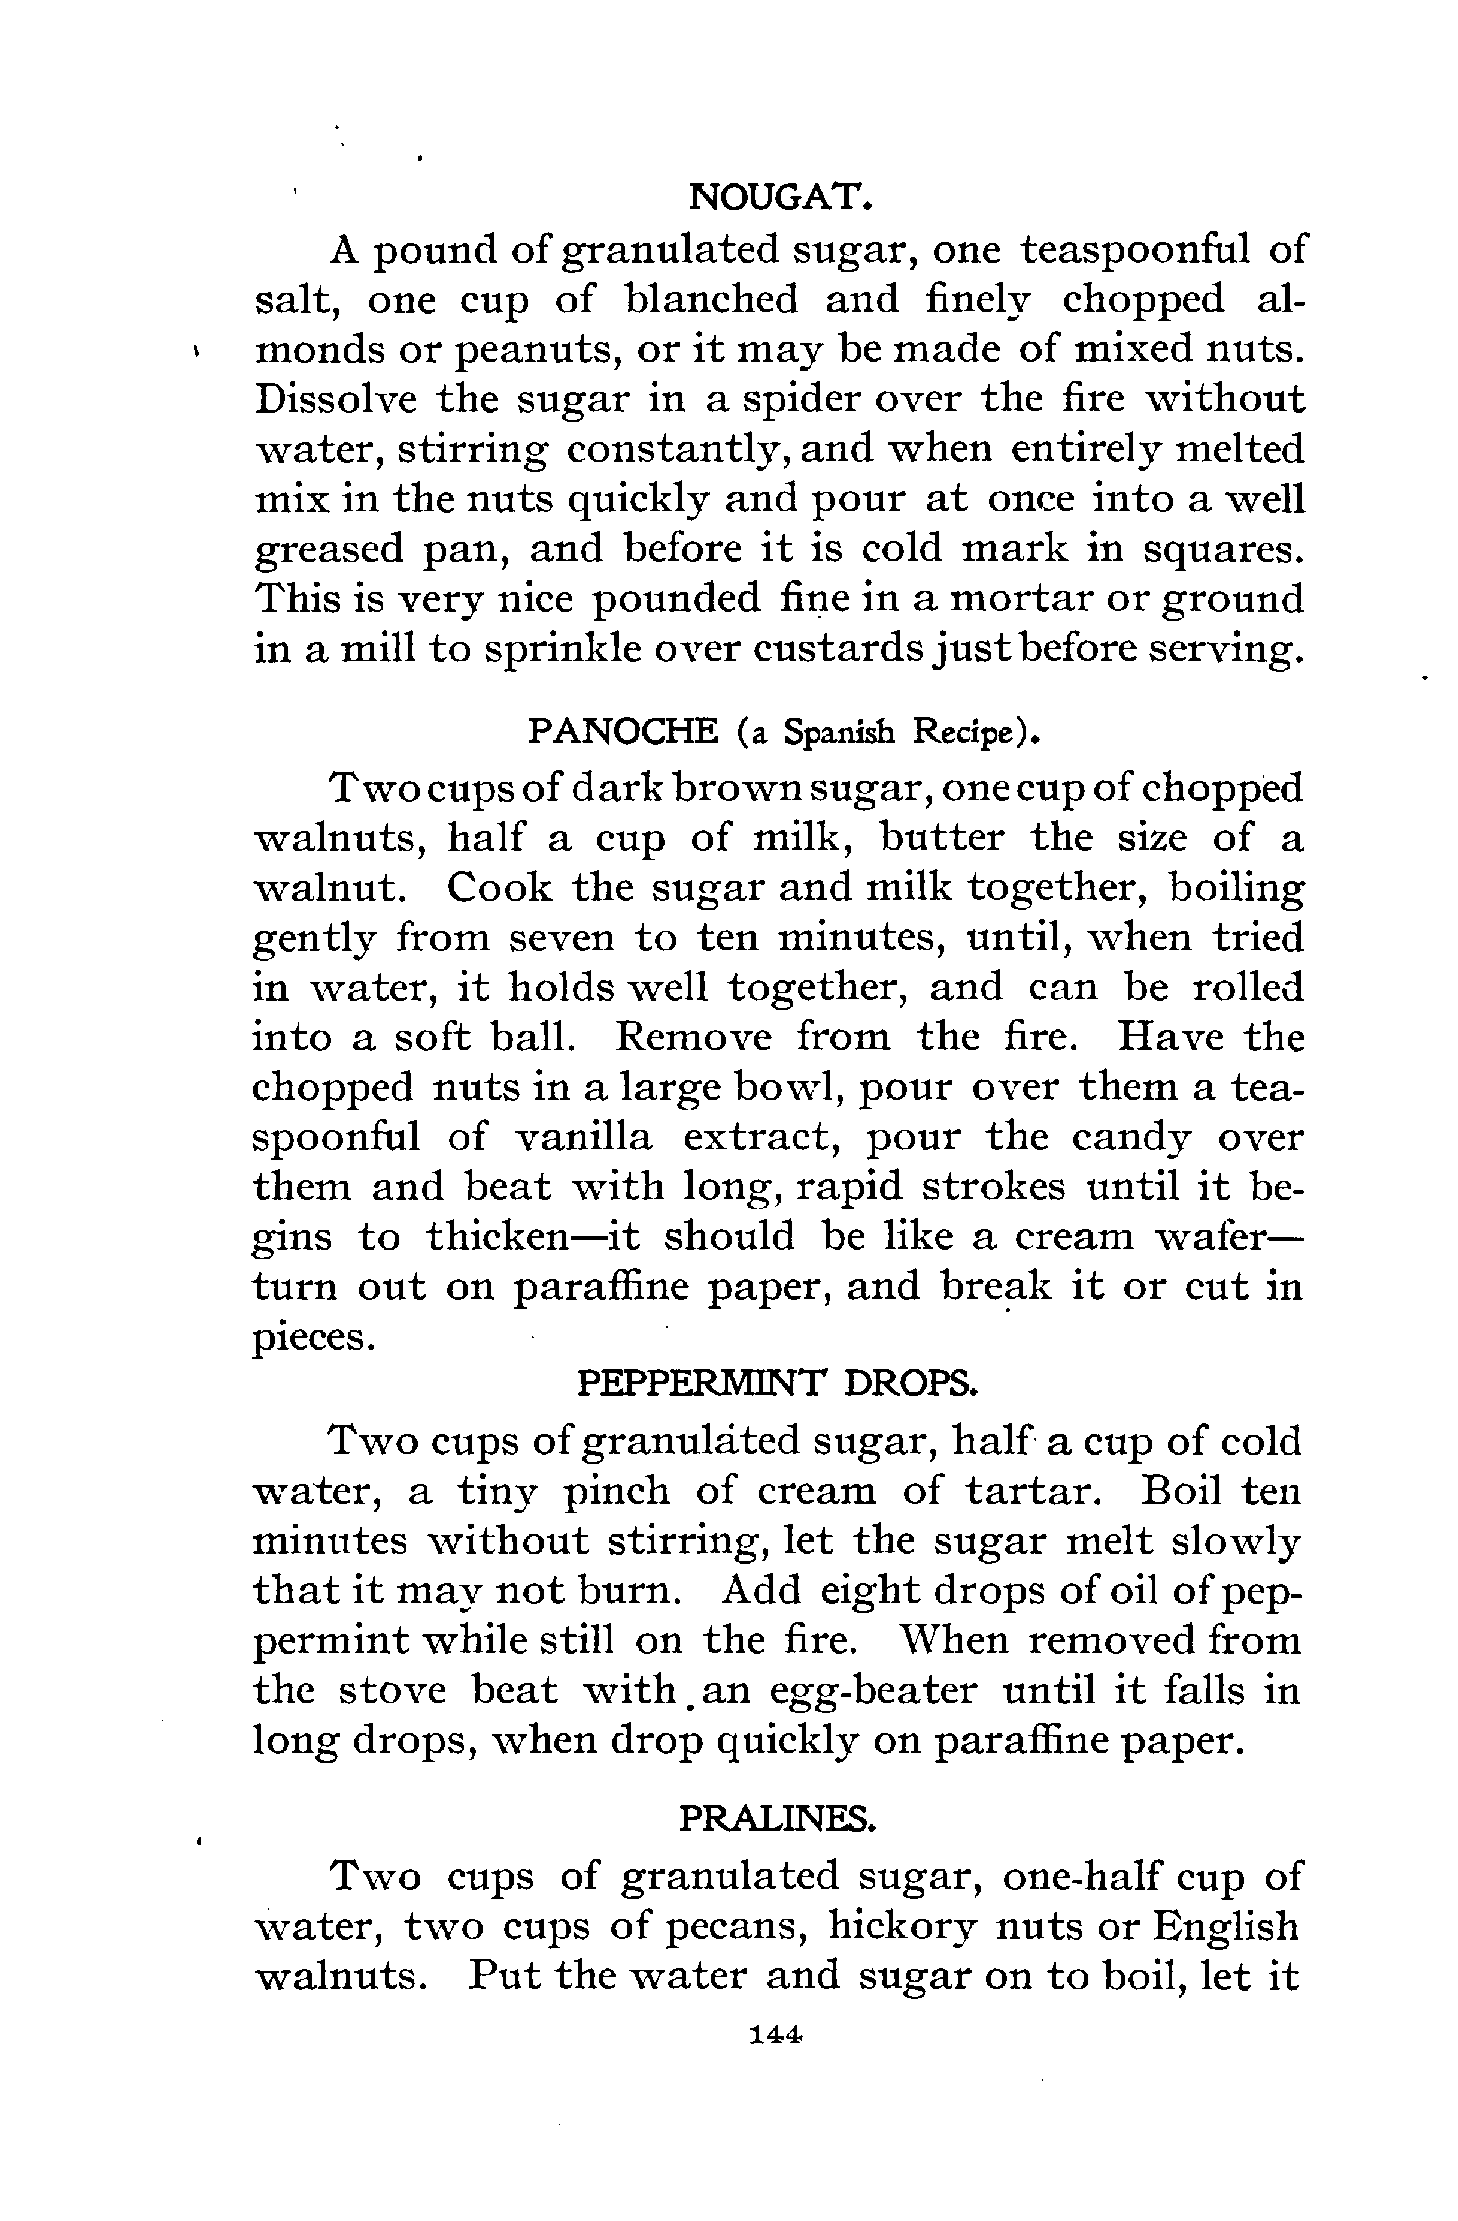 NOUGAT.
A pound of granulated sugar, one teaspoonful of
salt, one cup of blanched and finely chopped al-
monds or peanuts, or it may be made of mixed nuts.
Dissolve the sugar in a spider over the fire without
water, stirring constantly, and when entirely melted
mix in the nuts quickly and pour at once into a well
greased pan, and before it is cold mark in squares.
This is very nice pounded fine in a mortar or ground
in a mill to sprinkle over custards just before serving.
PANOCHE (a Spanish Recipe).
Two cups of dark brown sugar, one cup of chopped
walnuts, half a cup of milk, butter the size of a
walnut. Cook the sugar and milk together, boiling
gently from seven to ten minutes, until, when tried
in water, it holds well together, and can be rolled
into a soft ball. Remove from the fire. Have the
chopped nuts in a large bowl, pour over them a tea-
spoonful of vanilla extract, pour the candy over
them and beat with long, rapid strokes until it be-
gins to thicken—it should be like a cream wafer—
turn out on paraffine paper, and break it or cut in
pieces.
PEPPERMINT DROPS.
Two cups of granulated sugar, half a cup of cold
water, a tiny pinch of cream of tartar. Boil ten
minutes without stirring, let the sugar melt slowly
that it may not burn. Add eight drops of oil of pep-
permint while still on the fire. When removed from
the stove beat with an egg-beater until it falls in
long drops, when drop quickly on paraffine paper.
PRALINES.
Two cups of granulated sugar, one-half cup of
water, two cups of pecans, hickory nuts or English
walnuts. Put the water and sugar on to boil, let it
144